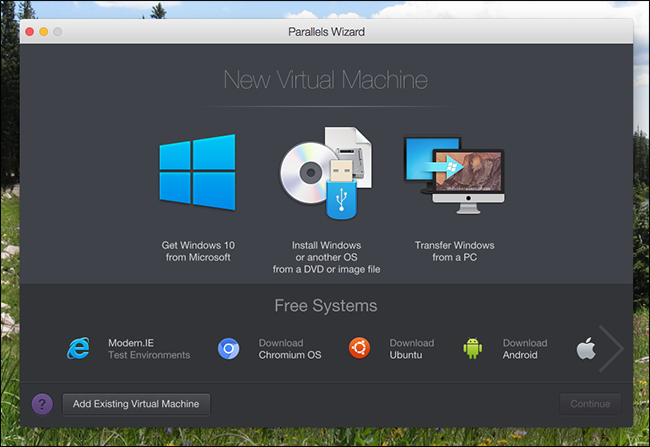 Parallels Wizard
New Virtual Machine
Get Windows 10
from Microsoft
Install Windows
or another OS
from a DVD or image file
Transfer Windows
from a PC
Free Systems
Modern.IE
Test Environments
Download
Chromium OS
Download
Ubuntu
Download
Android
?
Add Existing Virtual Machine
Continue